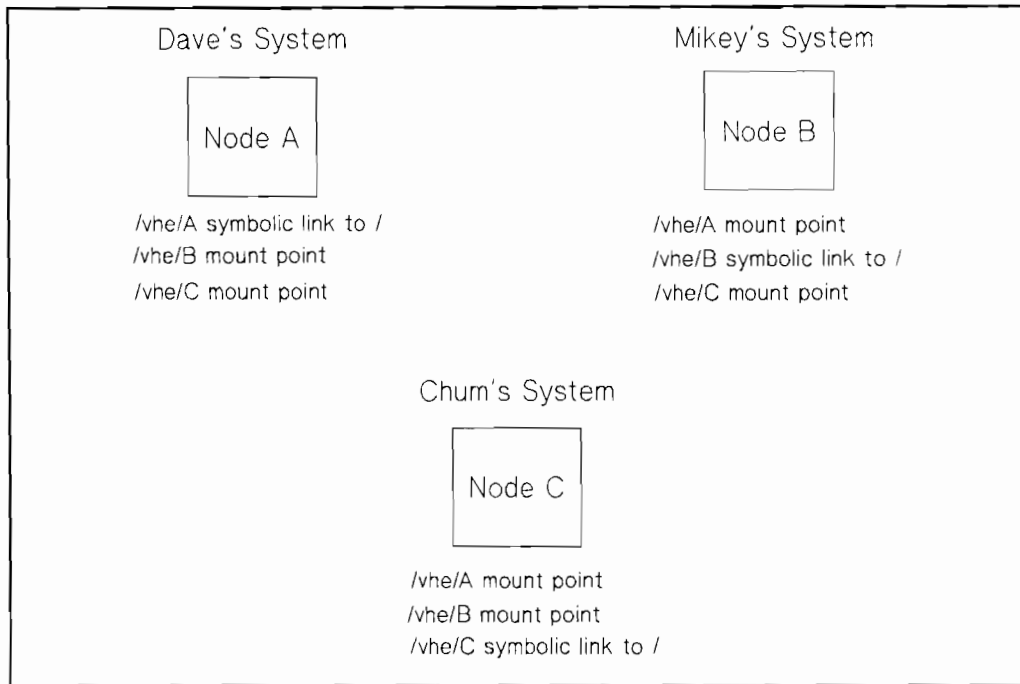 Dave's System
Node A
/vhe/A symbolic link to /
/vhe/B mount point
/vhe/C mount point
Mikey's System
Node B
/vhe/A mount point
/vhe/B symbolic link to /
/vhe/C mount point
Chum's System
Node C
/vhe/A mount point
/vhe/B mount point
/vhe/C symbolic link to /